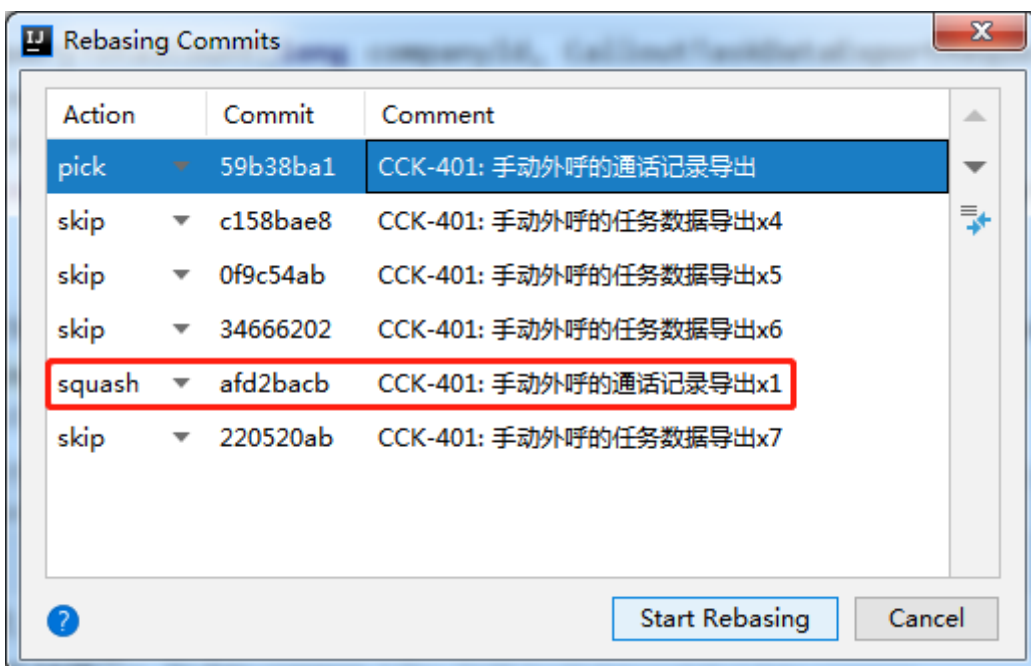 IJ Rebasing Commits X
Action Commit Comment
pick 59b38ba1 CCK-401: 手动外呼的通话记录导出
skip c158bae8 CCK-401: 手动外呼的任务数据导出x4
skip 0f9c54ab CCK-401: 手动外呼的任务数据导出x5
skip 34666202 CCK-401: 手动外呼的任务数据导出x6
squash afd2bacb CCK-401: 手动外呼的通话记录导出x1
skip 220520ab CCK-401: 手动外呼的任务数据导出x7
? Start Rebasing Cancel